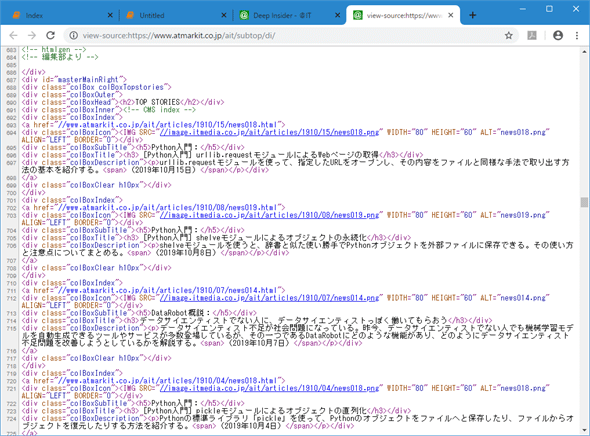 Index
Untitled
Deep Insider - @IT
view-source:https://www
view-source:https://www.atmarkit.co.jp/ait/subtop/di/
683 <!-- htmlgen -->
684 <!-- 編集部より -->
685
686 </div>
687 <div id="masterMainRight">
688 <div class="colBox colBoxTopstories">
689 <div class="colBoxOuter">
690 <div class="colBoxHead"><h2>TOP STORIES</h2></div>
691 <div class="colBoxInner"><!-- CMS index -->
692 <div class="colBoxIndex">
693 <a href="//www.atmarkit.co.jp/ait/articles/1910/15/news018.html">
694 <div class="colBoxIcon"><IMG SRC="//image.itmedia.co.jp/ait/articles/1910/15/news018.png" WIDTH="80" HEIGHT="60" ALT="news018.png"
ALIGN="LEFT" BORDER="0"></div>
695 <div class="colBoxSubTitle"><h5>Python入門：</h5></div>
696 <div class="colBoxTitle"><h3>[Python入門] urllib.requestモジュールによるWebページの取得</h3></div>
697 <div class="colBoxDescription"><p>urllib.requestモジュールを使って、指定したURLをオープンし、その内容をファイルと同様な手法で取り出す方
法の基本を紹介する。<span>（2019年10月15日）</span></p></div>
698 </a>
699 <div class="colBoxClear h10px"></div>
700 </div>
701 <div class="colBoxIndex">
702 <a href="//www.atmarkit.co.jp/ait/articles/1910/08/news019.html">
703 <div class="colBoxIcon"><IMG SRC="//image.itmedia.co.jp/ait/articles/1910/08/news019.png" WIDTH="80" HEIGHT="60" ALT="news019.png"
ALIGN="LEFT" BORDER="0"></div>
704 <div class="colBoxSubTitle"><h5>Python入門：</h5></div>
705 <div class="colBoxTitle"><h3>[Python入門] shelveモジュールによるオブジェクトの永続化</h3></div>
706 <div class="colBoxDescription"><p>shelveモジュールを使うと、辞書と似た使い勝手でPythonオブジェクトを外部ファイルに保存できる。その使い方
と注意点についてまとめる。<span>（2019年10月8日）</span></p></div>
707 </a>
708 <div class="colBoxClear h10px"></div>
709 </div>
710 <div class="colBoxIndex">
711 <a href="//www.atmarkit.co.jp/ait/articles/1910/07/news014.html">
712 <div class="colBoxIcon"><IMG SRC="//image.itmedia.co.jp/ait/articles/1910/07/news014.png" WIDTH="80" HEIGHT="60" ALT="news014.png"
ALIGN="LEFT" BORDER="0"></div>
713 <div class="colBoxSubTitle"><h5>DataRobot概説：</h5></div>
714 <div class="colBoxTitle"><h3>データサイエンティストでない人に、データサイエンティストっぽく働いてもらおう</h3></div>
715 <div class="colBoxDescription"><p>データサイエンティスト不足が社会問題になっている。昨今、データサイエンティストでない人でも機械学習モデ
ルを自動生成できるツールやサービスが多数登場しているが、その一つであるDataRobotにどのような機能があり、どのようにデータサイエンティスト
不足問題を改善しようとしているかを解説する。<span>（2019年10月7日）</span></p></div>
716 </a>
717 <div class="colBoxClear h10px"></div>
718 </div>
719 <div class="colBoxIndex">
720 <a href="//www.atmarkit.co.jp/ait/articles/1910/04/news018.html">
721 <div class="colBoxIcon"><IMG SRC="//image.itmedia.co.jp/ait/articles/1910/04/news018.png" WIDTH="80" HEIGHT="60" ALT="news018.png"
ALIGN="LEFT" BORDER="0"></div>
722 <div class="colBoxSubTitle"><h5>Python入門：</h5></div>
723 <div class="colBoxTitle"><h3>[Python入門] pickleモジュールによるオブジェクトの直列化</h3></div>
724 <div class="colBoxDescription"><p>Pythonの標準ライブラリ「pickle」を使って、Pythonのオブジェクトをファイルへと保存したり、ファイルからオ
ブジェクトを復元したりする方法を紹介する。<span>（2019年10月4日）</span></p></div>
725 </a>